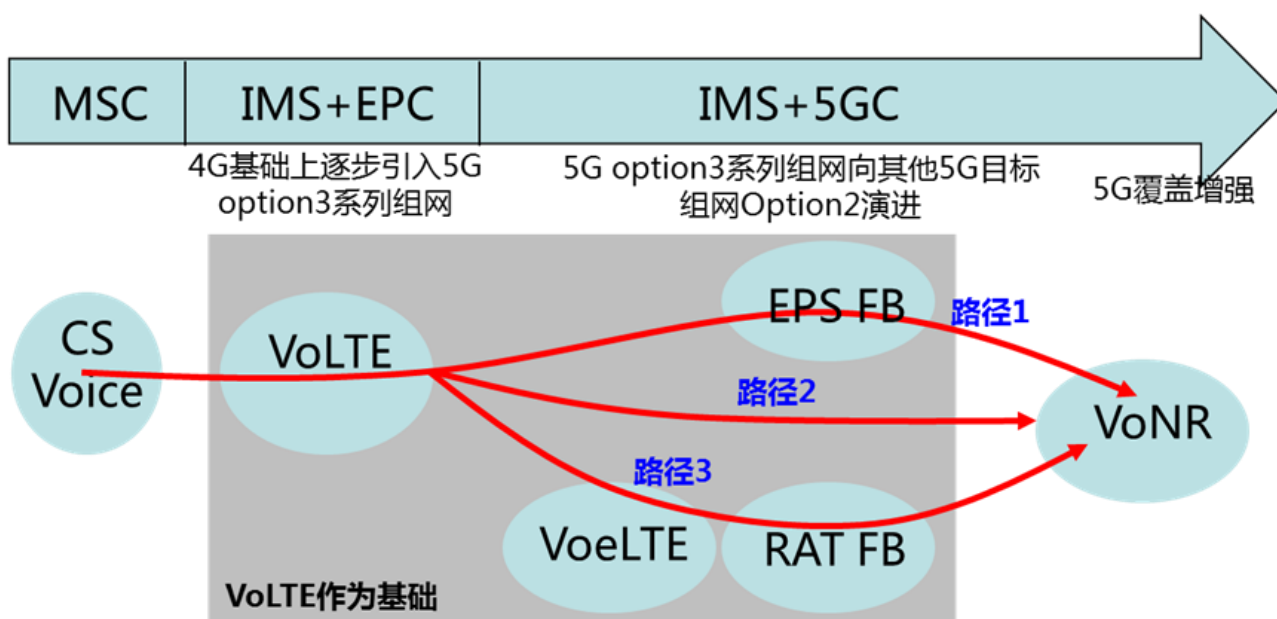 MSC
IMS+EPC
IMS+5GC
4G基础上逐步引入5G
option3系列组网
5G option3系列组网向其他5G目标
组网Option2演进
5G覆盖增强
CS
Voice
VoLTE
EPS FB
路径1
路径2
VoNR
路径3
VoeLTE
RAT FB
VoLTE作为基础